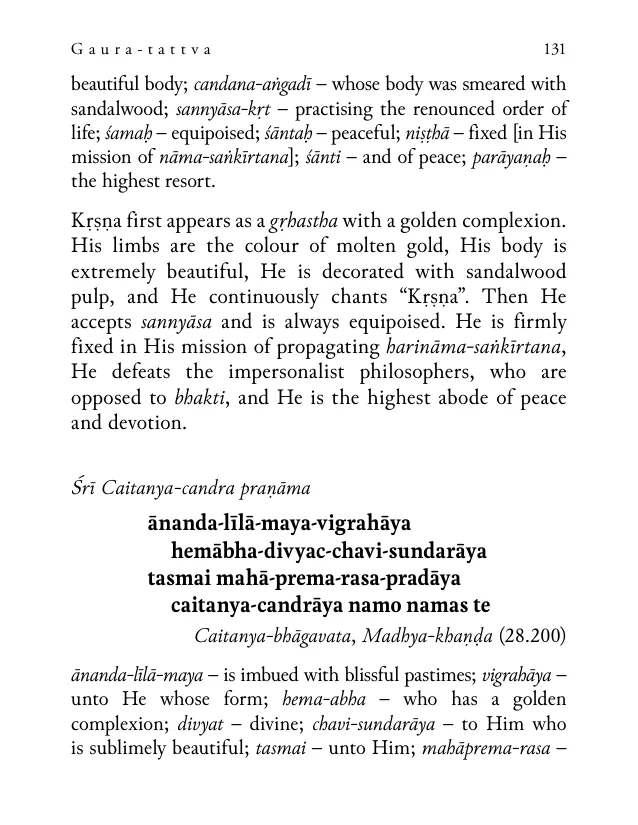 Gaura-tattva 131
beautiful body; candana-aṅgadī – whose body was smeared with
sandalwood; sannyāsa-kṛt – practising the renounced order of
life; śamaḥ – equipoised; śāntaḥ – peaceful; niṣṭhā – fixed [in His
mission of nāma-saṅkīrtana]; śānti – and of peace; parāyaṇaḥ –
the highest resort.
Kṛṣṇa first appears as a gṛhastha with a golden complexion.
His limbs are the colour of molten gold, His body is
extremely beautiful, He is decorated with sandalwood
pulp, and He continuously chants “Kṛṣṇa”. Then He
accepts sannyāsa and is always equipoised. He is firmly
fixed in His mission of propagating harināma-saṅkīrtana,
He defeats the impersonalist philosophers, who are
opposed to bhakti, and He is the highest abode of peace
and devotion.
Śrī Caitanya-candra praṇāma
ānanda-līlā-maya-vigrahāya
hemābha-divyac-chavi-sundarāya
tasmai mahā-prema-rasa-pradāya
caitanya-candrāya namo namas te
Caitanya-bhāgavata, Madhya-khaṇḍa (28.200)
ānanda-līlā-maya – is imbued with blissful pastimes; vigrahāya –
unto He whose form; hema-abha – who has a golden
complexion; divyat – divine; chavi-sundarāya – to Him who
is sublimely beautiful; tasmai – unto Him; mahāprema-rasa –